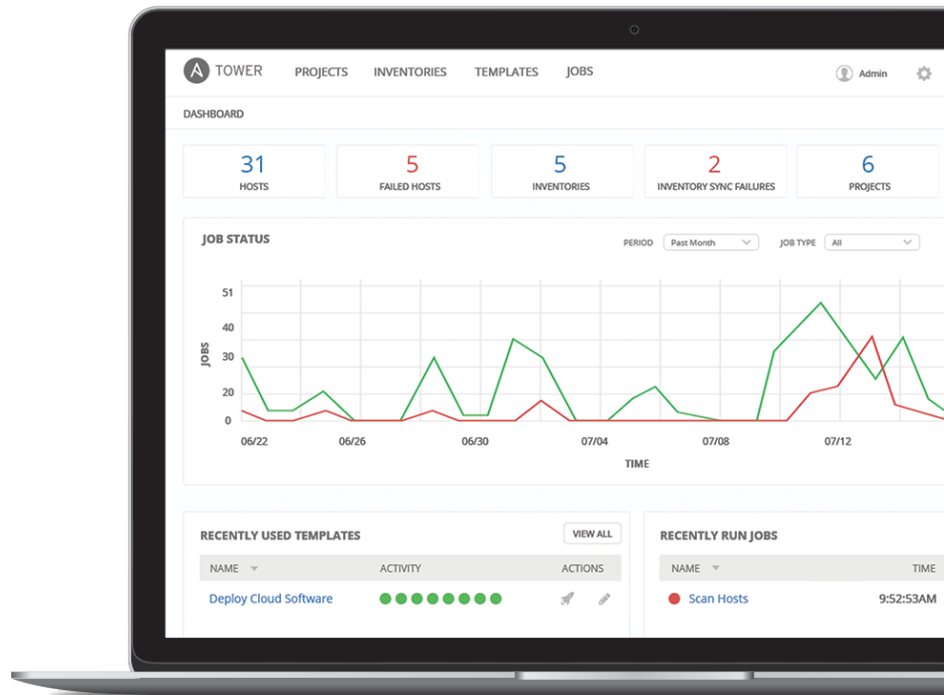 TOWER PROJECTS INVENTORIES TEMPLATES JOBS Admin
DASHBOARD
31 5 5 2 6
HOSTS FAILED HOSTS INVENTORIES INVENTORY SYNC FAILURES PROJECTS
JOB STATUS PERIOD Past Month JOB TYPE All
51
40
30
20
0
JOBS
06/22 06/26 06/30 07/04 07/08 07/12
TIME
RECENTLY USED TEMPLATES VIEW ALL
NAME ACTIVITY ACTIONS
Deploy Cloud Software
RECENTLY RUN JOBS
NAME TIME
Scan Hosts 9:52:53AM